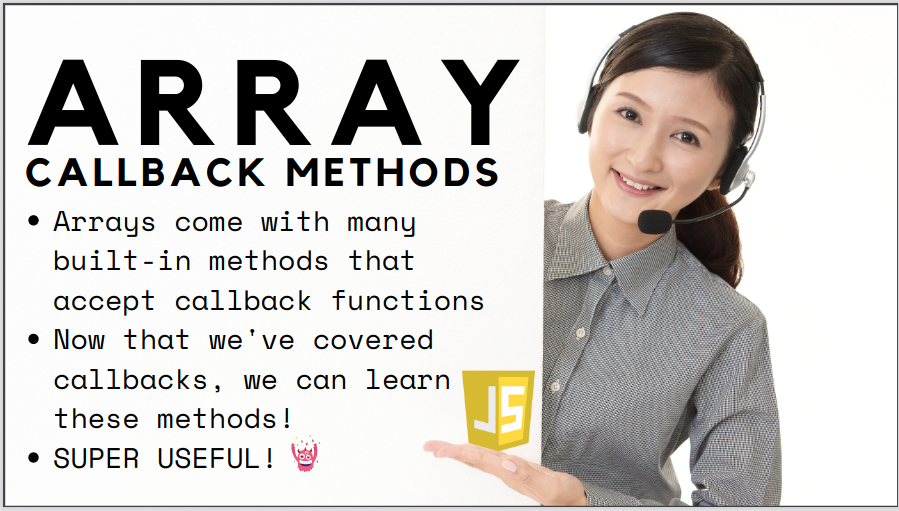 ARRAY
CALLBACK METHODS
• Arrays come with many
built-in methods that
accept callback functions
• Now that we've covered
callbacks, we can learn
these methods!
• SUPER USEFUL!
JS